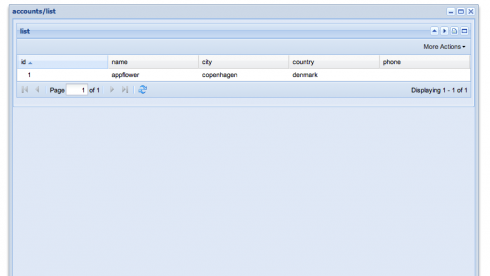 accounts/list
list
More Actions
id name city country phone
1 appflower copenhagen denmark
Page 1 of 1 Displaying 1 - 1 of 1